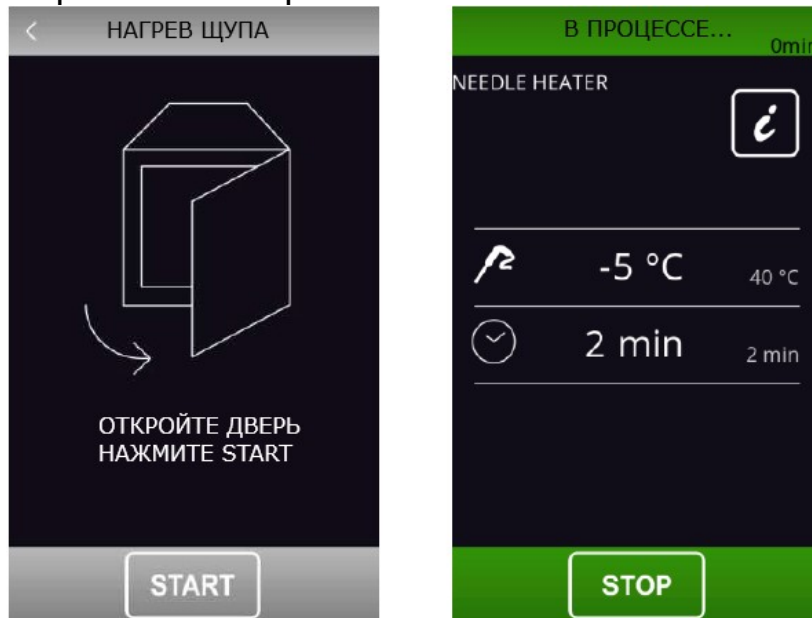 НАГРЕВ ЩУПА
ОТКРОЙТЕ ДВЕРЬ
НАЖМИТЕ START
START
В ПРОЦЕССЕ...
0min
NEEDLE HEATER
i
-5 °C 40 °C
2 min 2 min
STOP